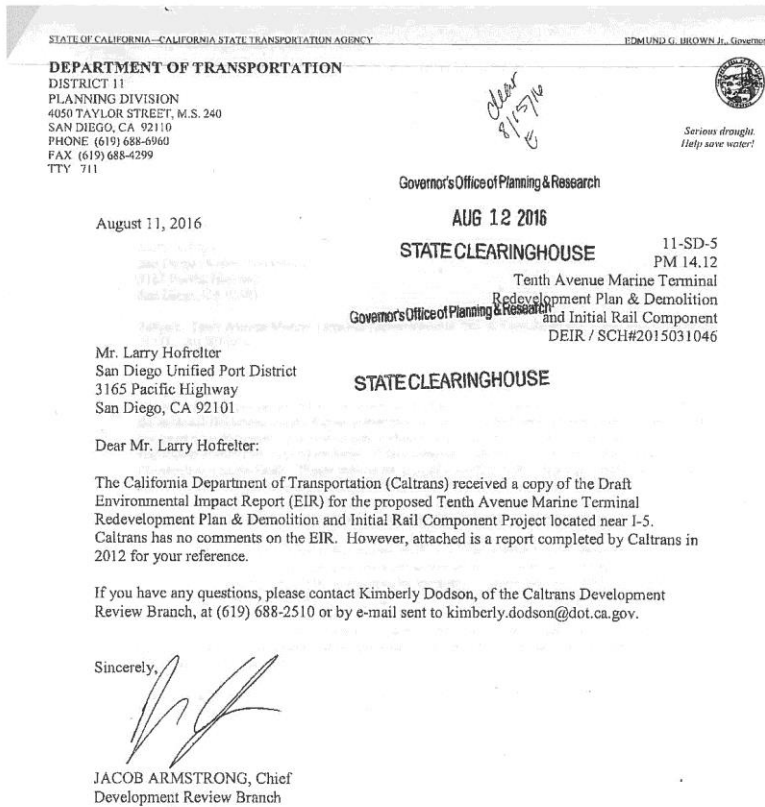 STATE OF CALIFORNIA—CALIFORNIA STATE TRANSPORTATION AGENCY
EDMUND G. BROWN Jr., Governor
DEPARTMENT OF TRANSPORTATION
DISTRICT 11
PLANNING DIVISION
4050 TAYLOR STREET, M.S. 240
SAN DIEGO, CA 92110
PHONE (619) 688-6960
FAX (619) 688-4299
TTY 711
clear
8/15/16
E
Serious drought.
Help save water!
Governor's Office of Planning & Research
August 11, 2016
AUG 12 2016
STATE CLEARINGHOUSE
11-SD-5
PM 14.12
Tenth Avenue Marine Terminal
Redevelopment Plan & Demolition
Governor's Office of Planning & Research
and Initial Rail Component
DEIR / SCH#2015031046
Mr. Larry Hofrelter
San Diego Unified Port District
3165 Pacific Highway
San Diego, CA 92101
STATE CLEARINGHOUSE
Dear Mr. Larry Hofrelter:
The California Department of Transportation (Caltrans) received a copy of the Draft
Environmental Impact Report (EIR) for the proposed Tenth Avenue Marine Terminal
Redevelopment Plan & Demolition and Initial Rail Component Project located near I-5.
Caltrans has no comments on the EIR. However, attached is a report completed by Caltrans in
2012 for your reference.
If you have any questions, please contact Kimberly Dodson, of the Caltrans Development
Review Branch, at (619) 688-2510 or by e-mail sent to kimberly.dodson@dot.ca.gov.
Sincerely,
JACOB ARMSTRONG, Chief
Development Review Branch